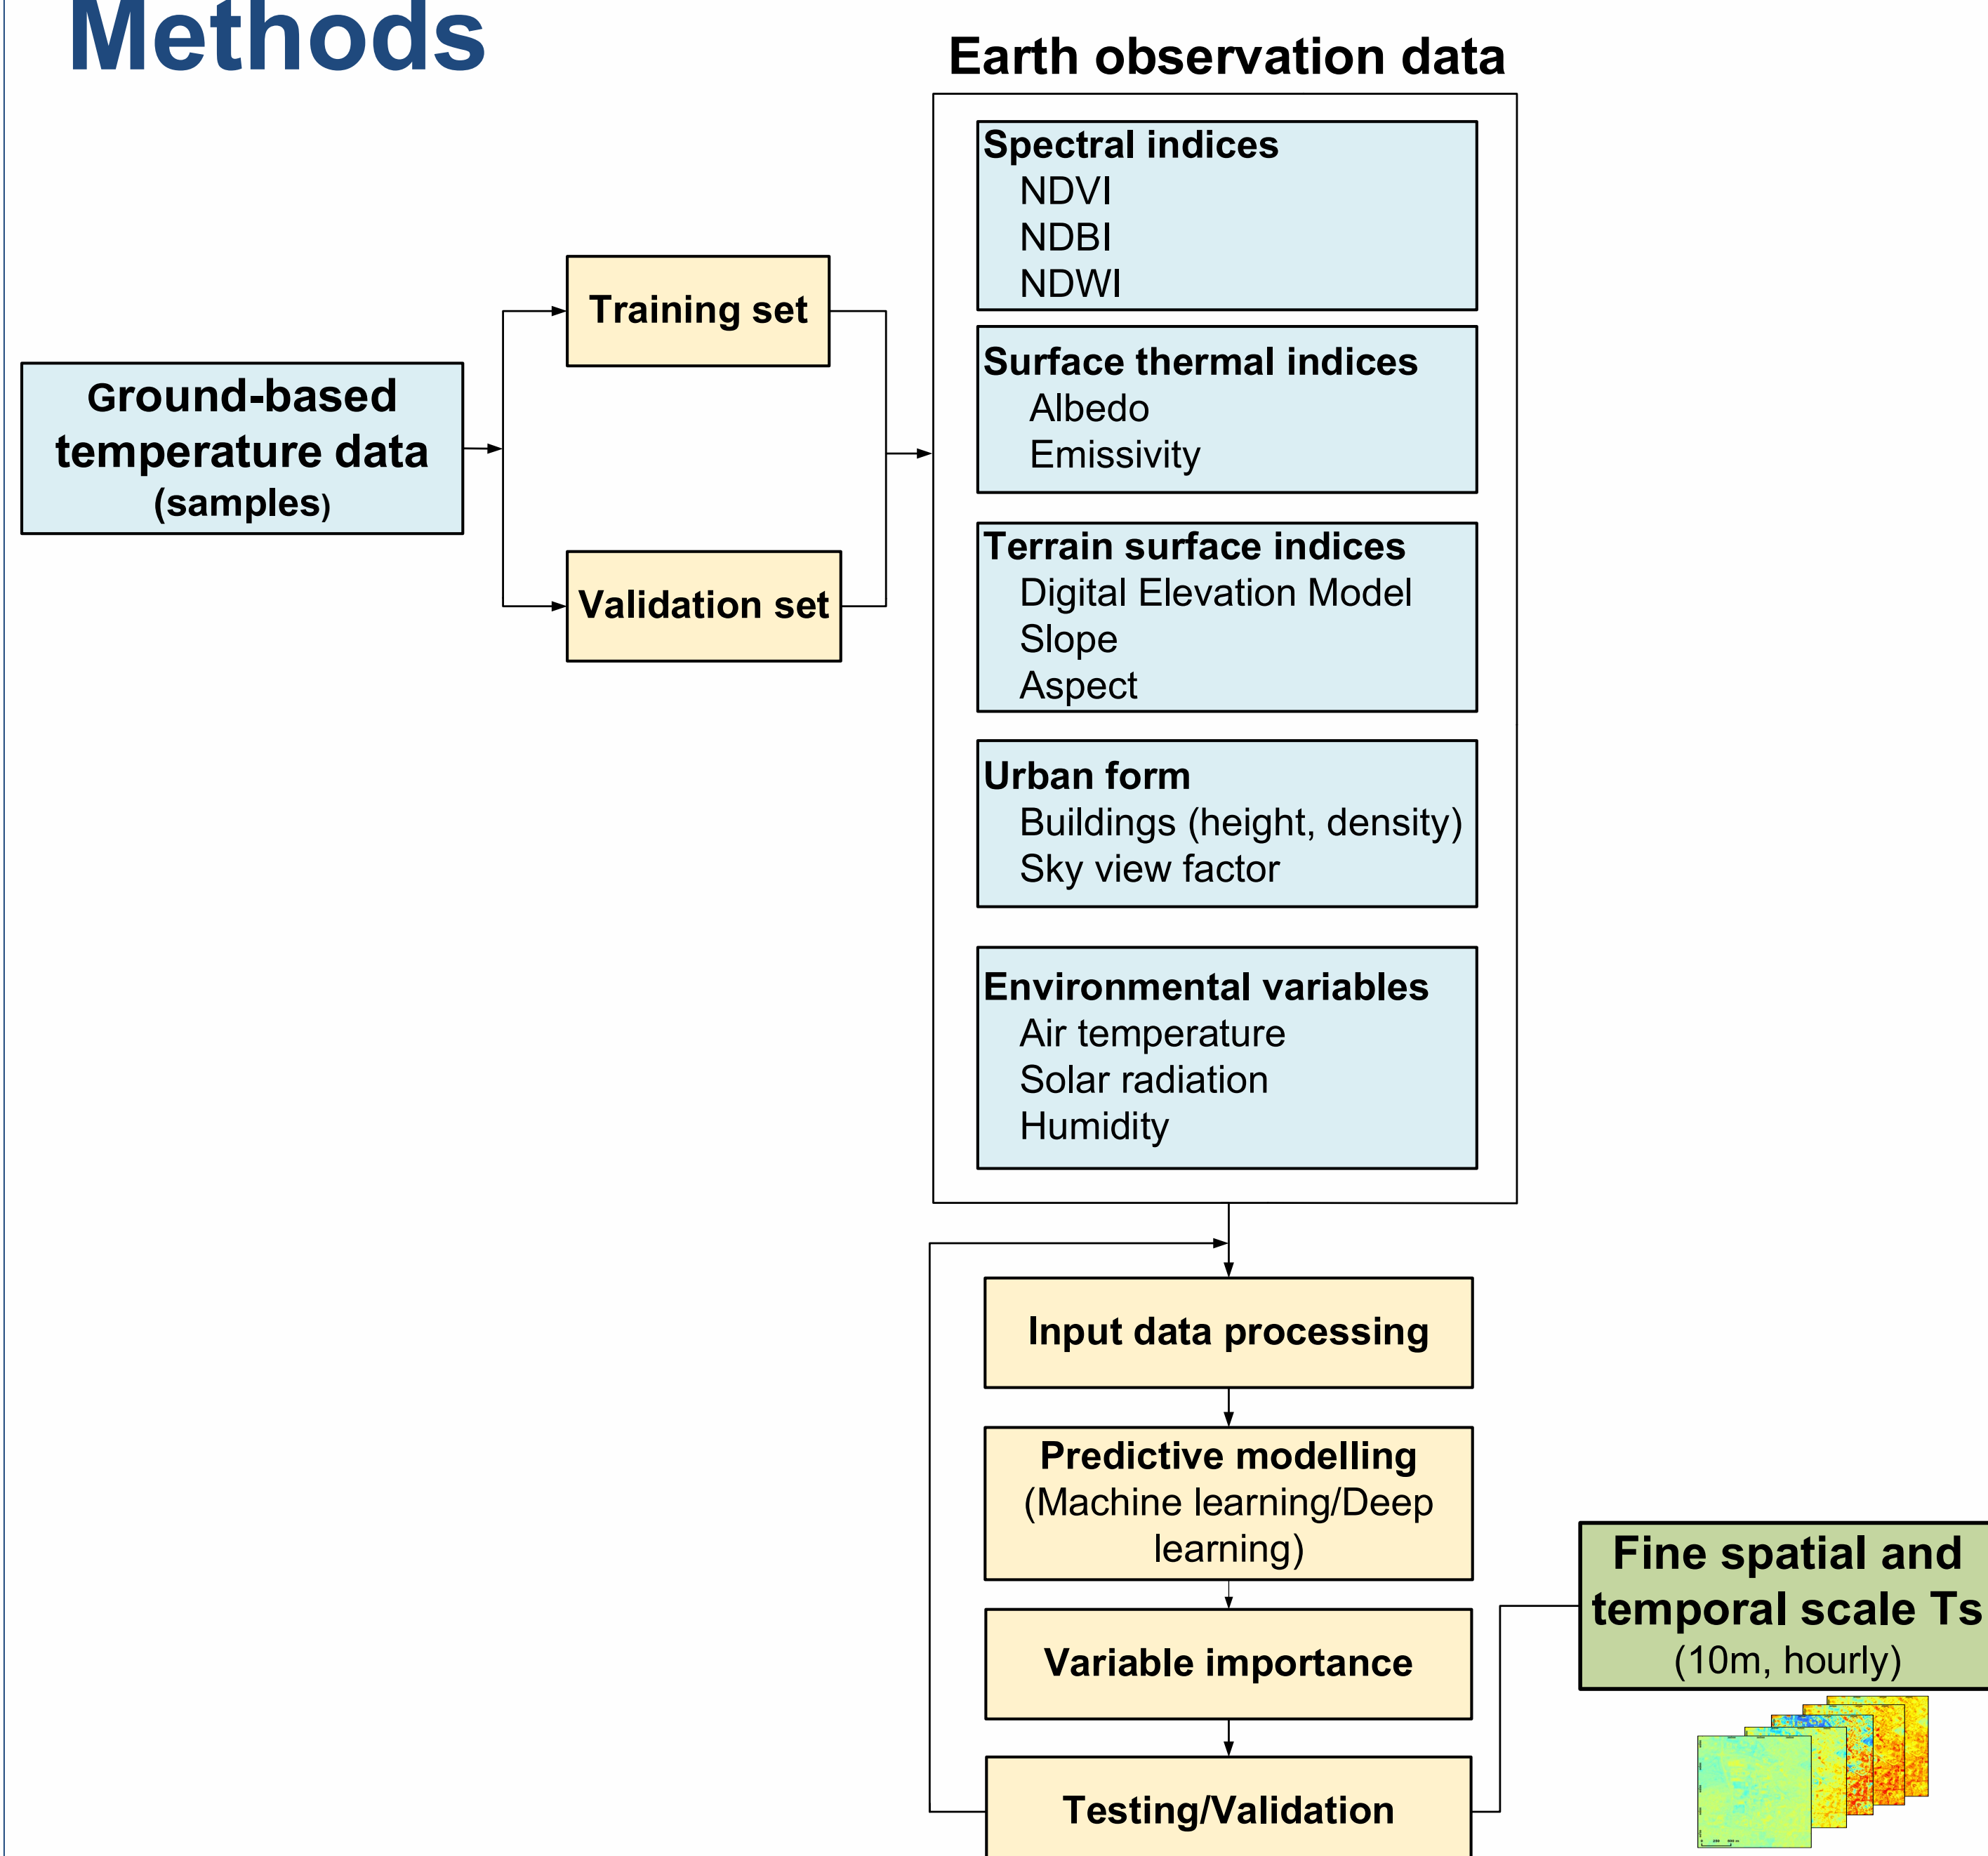 Methods
Earth observation data
Spectral indices
NDVI
NDBI
NDWI
Training set
Surface thermal indices
Albedo
Emissivity
Ground-based
temperature data
(samples)
Terrain surface indices
Digital Elevation Model
Slope
Aspect
Validation set
Urban form
Buildings (height, density)
Sky view factor
Environmental variables
Air temperature
Solar radiation
Humidity
Input data processing
Predictive modelling
(Machine learning/Deep
learning)
Variable importance
Testing/Validation
Fine spatial and
temporal scale Ts
(10m, hourly)